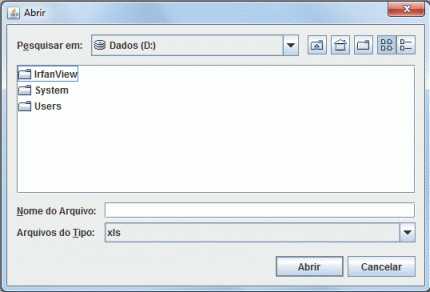 Abrir
Pesquisar em: Dados (D:)
IrfanView
System
Users
Nome do Arquivo:
Arquivos do Tipo: xls
Abrir Cancelar